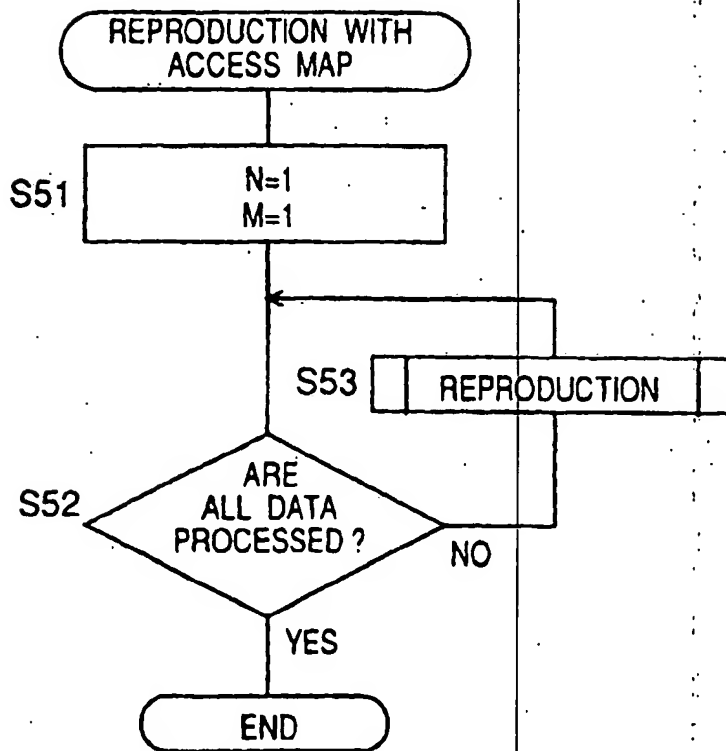 REPRODUCTION WITH
ACCESS MAP
S51
N=1
M=1
S53
REPRODUCTION
S52
ARE
ALL DATA
PROCESSED?
NO
YES
END